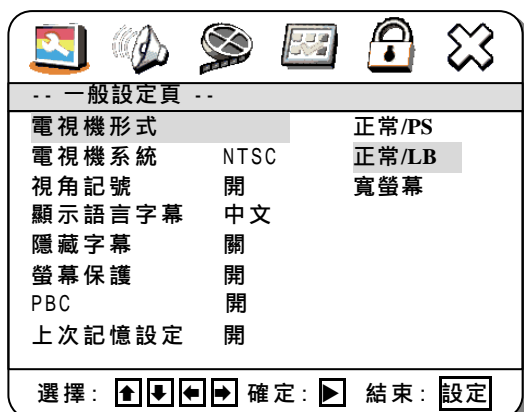 -- 一般設定頁 --
電視機形式 正常/PS
電視機系統 NTSC 正常/LB
視角記號 開 寬螢幕
顯示語言字幕 中文
隱藏字幕 關
螢幕保護 開
PBC 開
上次記憶設定 開
選擇: 確定: 結束: 設定